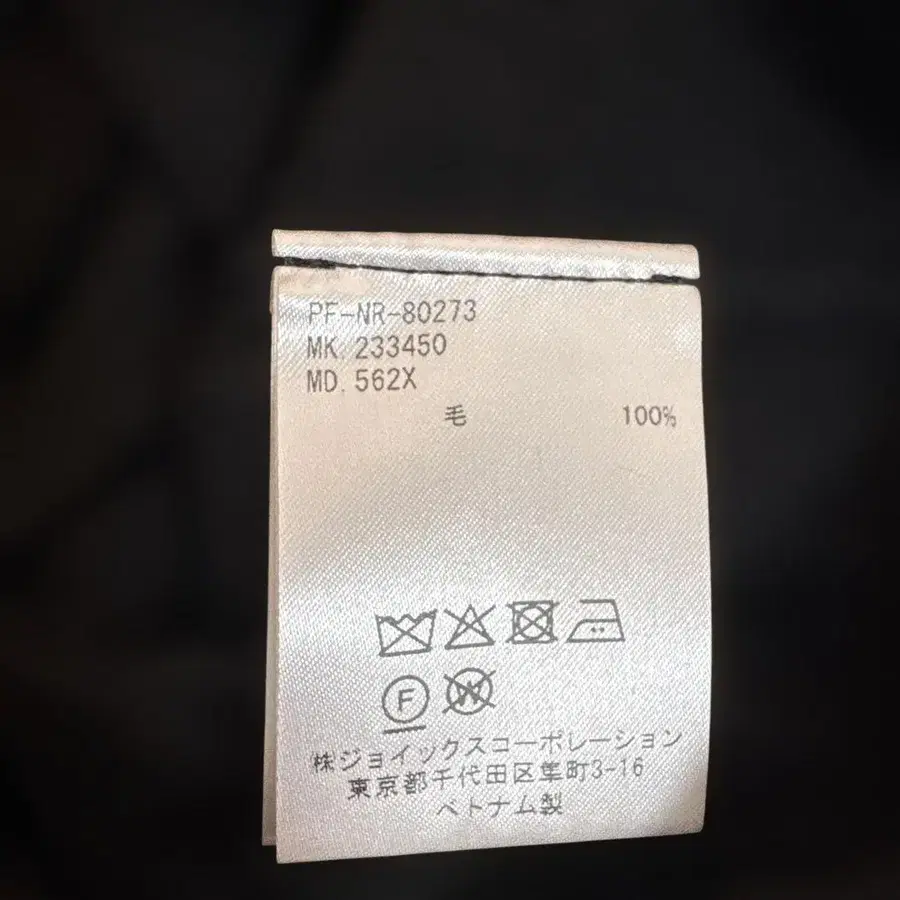 PF-NR-80273
MK. 233450
MD. 562X
毛 100%
F
W
株ジョイックスコーポレーション
東京都千代田区隼町3-16
ベトナム製